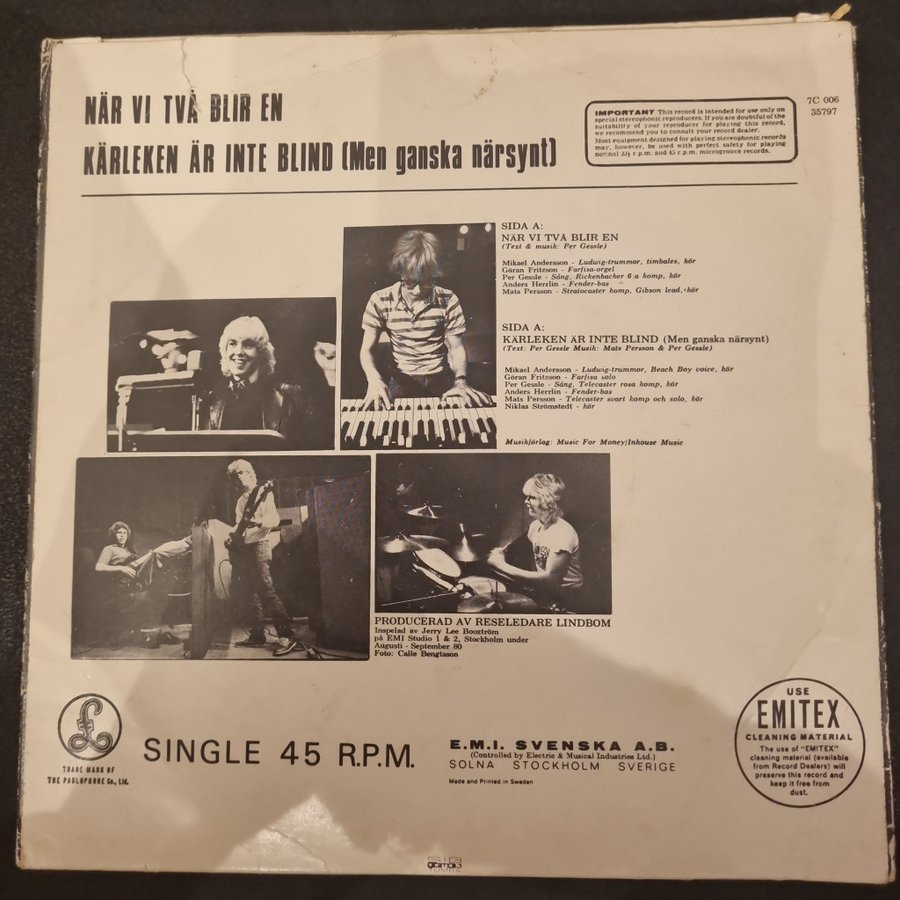 NÄR VI TVÅ BLIR EN
KÄRLEKEN ÄR INTE BLIND (Men ganska närsynt)
IMPORTANT This record is intended for use only on
special stereophonic reproducers. If you are doubtful of the
suitability of your reproducer for playing this record,
we recommend you to consult your record dealer.
Most equipment designed for playing stereophonic records
may, however, be used with perfect safety for playing
normal 33⅓ r.p.m. and 45 r.p.m. microgroove records.
7C 006
35797
SIDA A:
NÄR VI TVÅ BLIR EN
(Text & musik: Per Gessle)
Mikael Andersson - Ludwig-trummor, timbales, kör
Göran Fritzson - Farfisa-orgel
Per Gessle - Sång, Rickenbacker 6:a komp, kör
Anders Herrlin - Fender-bas
Mats Persson - Stratocaster komp, Gibson lead, kör
SIDA A:
KÄRLEKEN ÄR INTE BLIND (Men ganska närsynt)
(Text: Per Gessle Musik: Mats Persson & Per Gessle)
Mikael Andersson - Ludwig-trummor, Beach Boy voice, kör
Göran Fritzson - Farfisa solo
Per Gessle - Sång, Telecaster rosa komp, kör
Anders Herrlin - Fender-bas
Mats Persson - Telecaster svart komp och solo, kör
Niklas Strömstedt - kör
Musikförlag: Music For Money/Inhouse Music
PRODUCERAD AV RESELEDARE LINDBOM
Inspelad av Jerry Lee Booztröm
på EMI Studio 1 & 2, Stockholm under
Augusti - September 80
Foto: Calle Bengtsson
£
TRADE MARK OF
THE PARLOPHONE Co., Ltd.
SINGLE 45 R.P.M.
E.M.I. SVENSKA A.B.
(Controlled by Electric & Musical Industries Ltd.)
SOLNA STOCKHOLM SVERIGE
Made and Printed in Sweden
USE
EMITEX
CLEANING MATERIAL
The use of "EMITEX"
cleaning material (available
from Record Dealers) will
preserve this record and
keep it free from
dust.